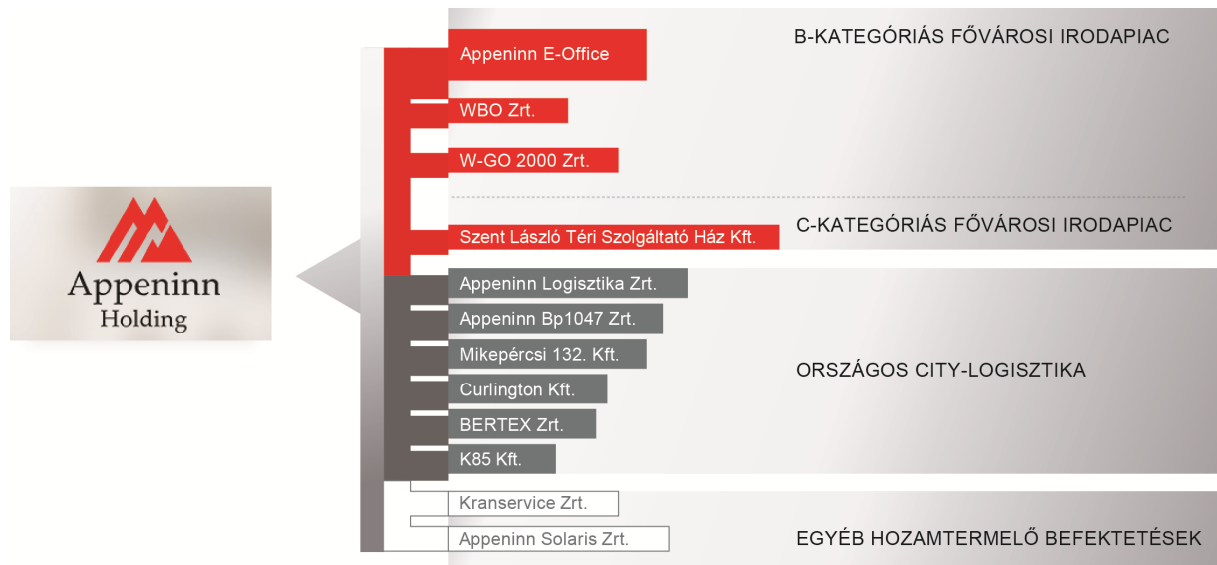 Appeninn
Holding
B-KATEGÓRIÁS FŐVÁROSI IRODAPIAC
Appeninn E-Office
WBO Zrt.
W-GO 2000 Zrt.
C-KATEGÓRIÁS FŐVÁROSI IRODAPIAC
Szent László Téri Szolgáltató Ház Kft.
Appeninn Logisztika Zrt.
Appeninn Bp1047 Zrt.
Mikepércsi 132. Kft.
Curlington Kft.
BERTEX Zrt.
K85 Kft.
ORSZÁGOS CITY-LOGISZTIKA
Kranservice Zrt.
Appeninn Solaris Zrt.
EGYÉB HOZAMTERMELŐ BEFEKTETÉSEK